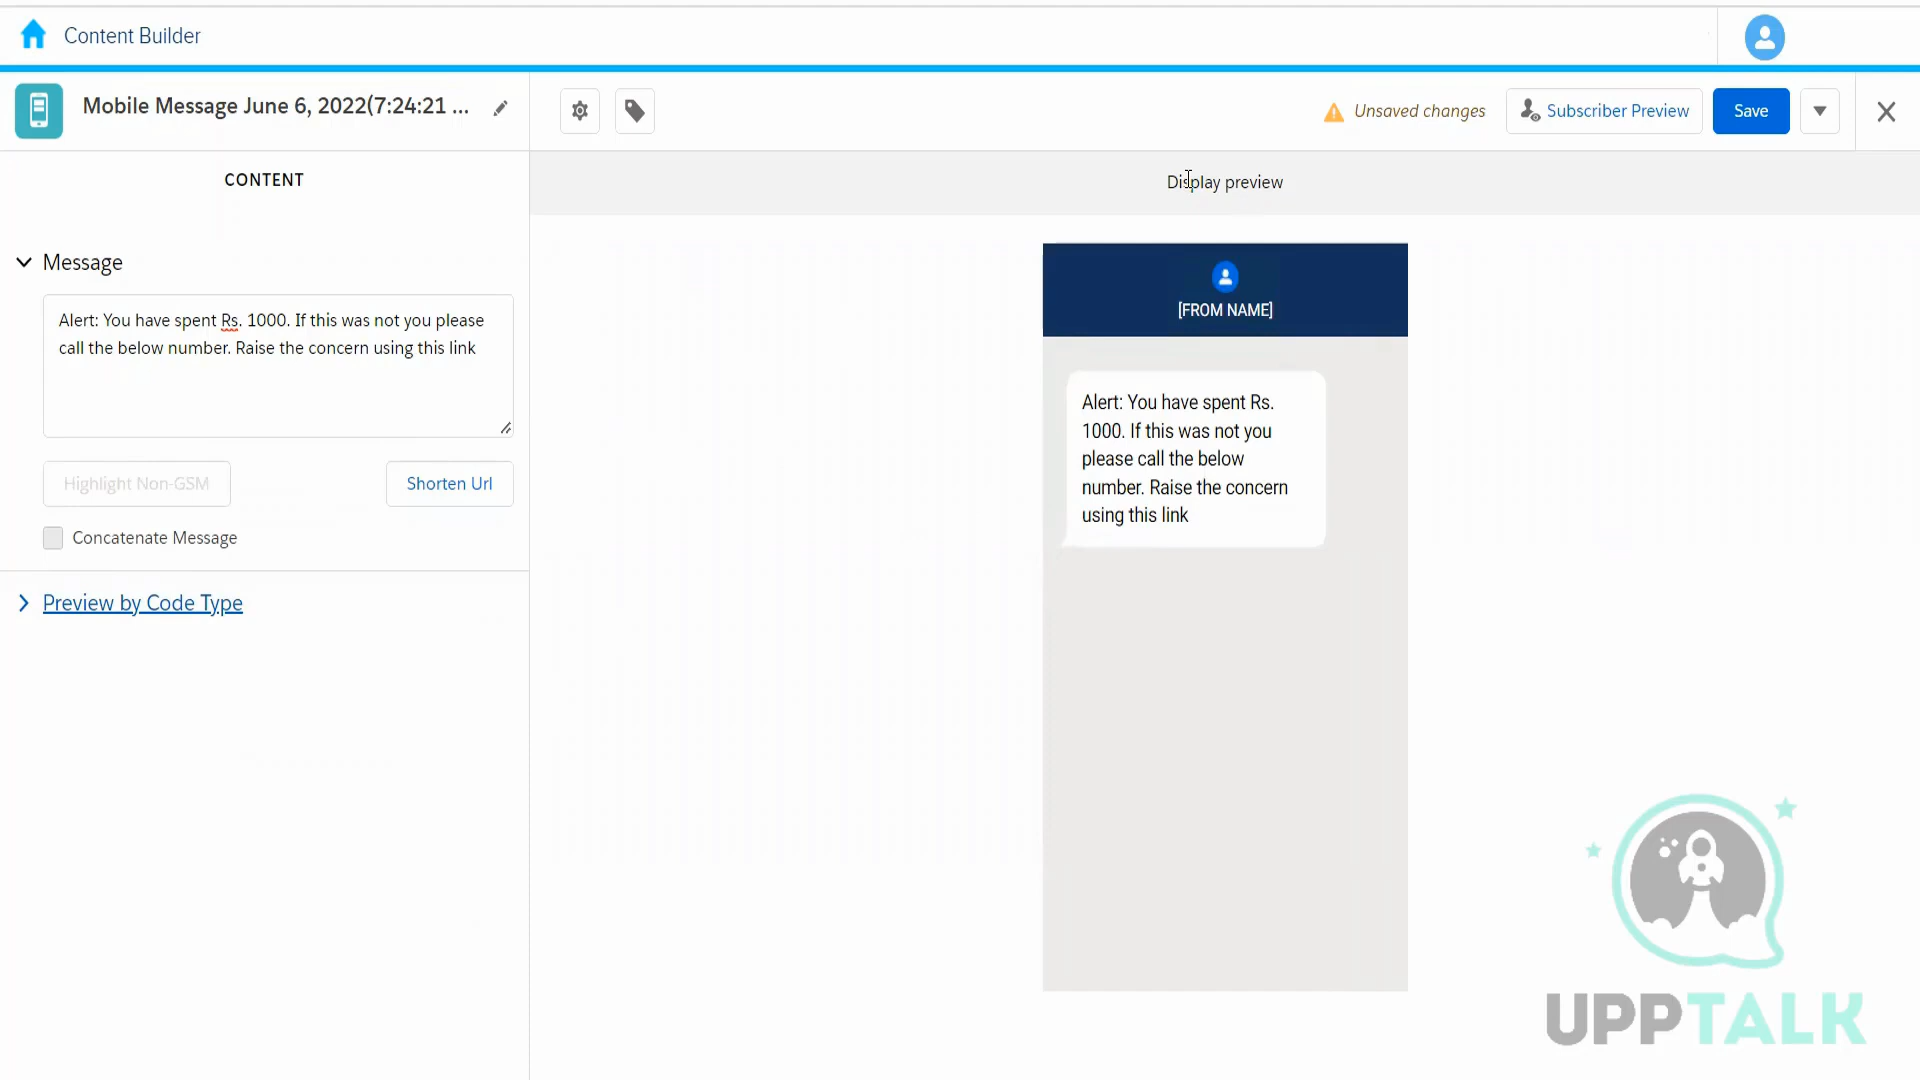 Content Builder
Mobile Message June 6, 2022(7:24:21 ...
Unsaved changes
Subscriber Preview
Save
CONTENT
Display preview
Message
[FROM NAME]
Alert: You have spent Rs. 1000. If this was not you please
call the below number. Raise the concern using this link
Alert: You have spent Rs.
1000. If this was not you
please call the below
number. Raise the concern
using this link
Highlight Non-GSM
Shorten Url
Concatenate Message
Preview by Code Type
UPPTALK